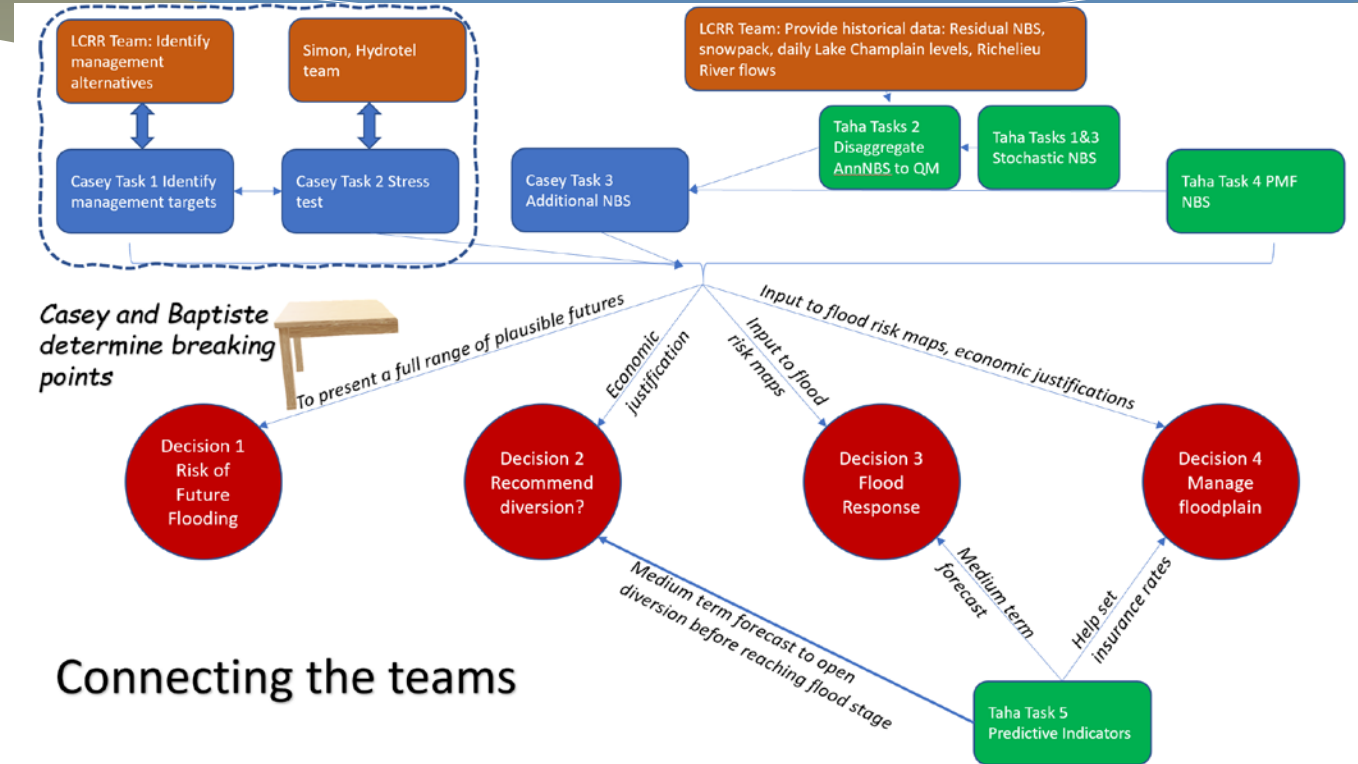 LCRR Team: Identify
management
alternatives
Simon, Hydrotel
team
LCRR Team: Provide historical data: Residual NBS,
snowpack, daily Lake Champlain levels, Richelieu
River flows
Casey Task 1 Identify
management targets
Casey Task 2 Stress
test
Casey Task 3
Additional NBS
Taha Tasks 2
Disaggregate
AnnNBS to QM
Taha Tasks 1&3
Stochastic NBS
Taha Task 4 PMF
NBS
Casey and Baptiste
determine breaking
points
To present a full range of plausible futures
Economic
justification
Input to flood
risk maps
Input to flood risk maps, economic justifications
Decision 1
Risk of
Future
Flooding
Decision 2
Recommend
diversion?
Decision 3
Flood
Response
Decision 4
Manage
floodplain
Medium term forecast to open
diversion before reaching flood stage
Medium term
forecast
Help set
insurance rates
Connecting the teams
Taha Task 5
Predictive Indicators